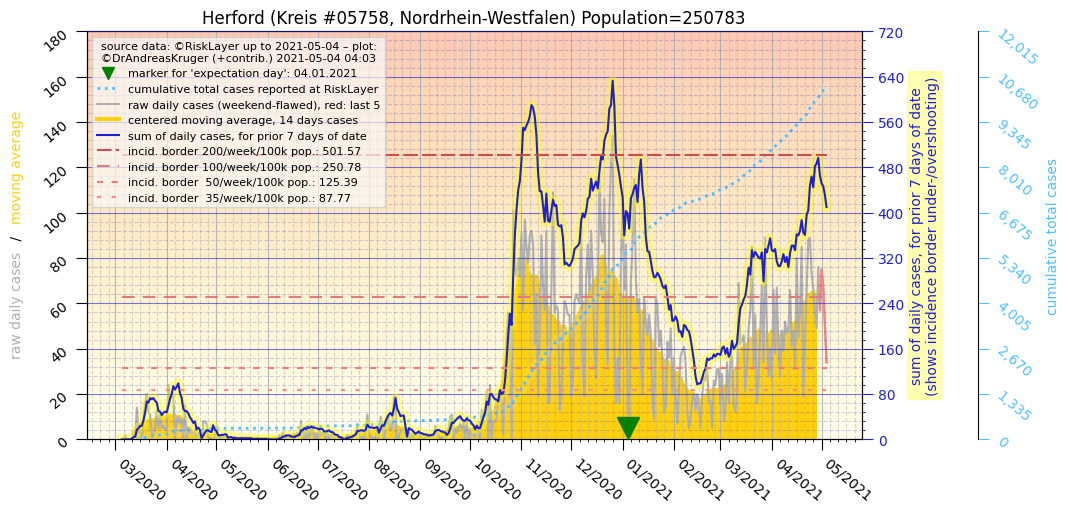 Herford (Kreis #05758, Nordrhein-Westfalen) Population=250783
source data: ©RiskLayer up to 2021-05-04 – plot:
©DrAndreasKruger (+contrib.) 2021-05-04 04:03
marker for 'expectation day': 04.01.2021
cumulative total cases reported at RiskLayer
raw daily cases (weekend-flawed), red: last 5
centered moving average, 14 days cases
sum of daily cases, for prior 7 days of date
incid. border 200/week/100k pop.: 501.57
incid. border 100/week/100k pop.: 250.78
incid. border  50/week/100k pop.: 125.39
incid. border  35/week/100k pop.: 87.77
raw daily cases  /  moving average
180
160
140
120
100
80
60
40
20
0
720
640
560
480
400
320
240
160
80
0
sum of daily cases, for prior 7 days of date
(shows incidence border under-/overshooting)
12,015
10,680
9,345
8,010
6,675
5,340
4,005
2,670
1,335
0
cumulative total cases
03/2020
04/2020
05/2020
06/2020
07/2020
08/2020
09/2020
10/2020
11/2020
12/2020
01/2021
02/2021
03/2021
04/2021
05/2021